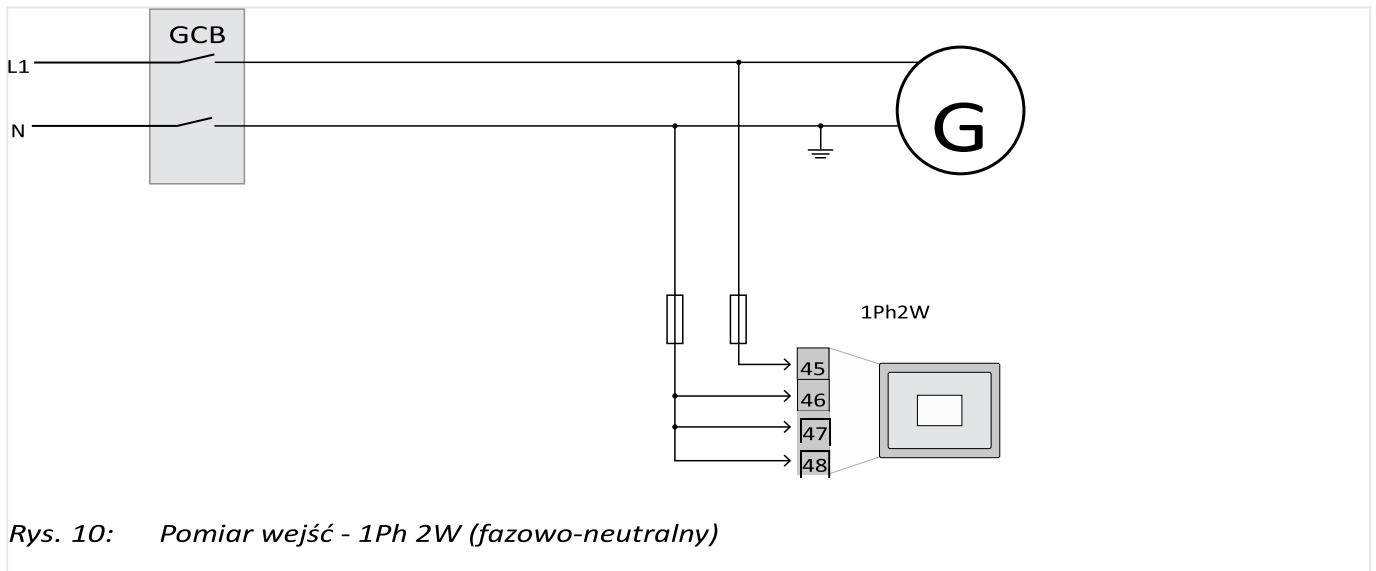 GCB
L1
N
G
1Ph2W
45
46
47
48
Rys. 10: Pomiar wejść - 1Ph 2W (fazowo-neutralny)